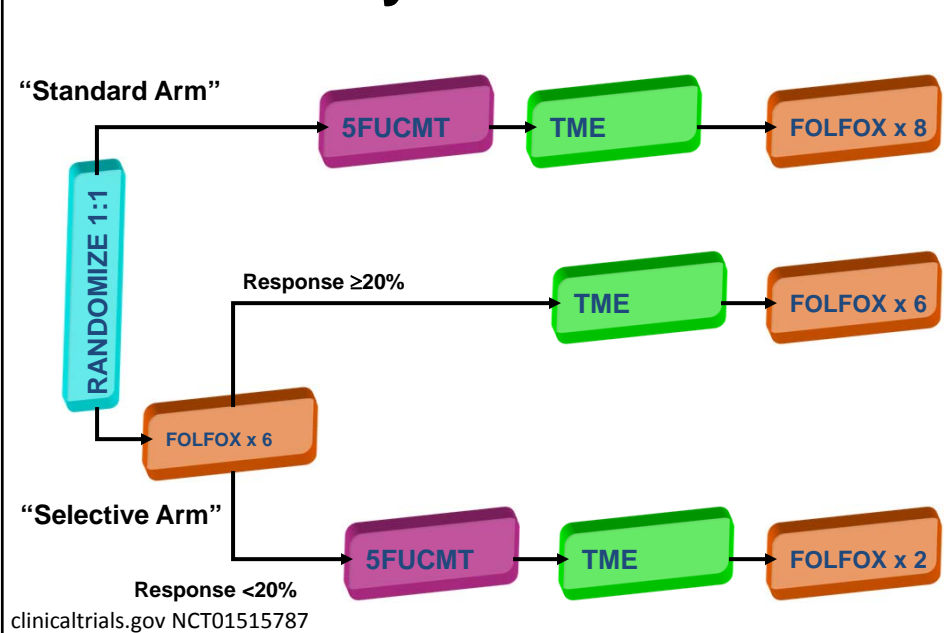 “Standard Arm”
5FUCMT
TME
FOLFOX x 8
RANDOMIZE 1:1
Response ≥20%
TME
FOLFOX x 6
FOLFOX x 6
“Selective Arm”
5FUCMT
TME
FOLFOX x 2
Response <20%
clinicaltrials.gov NCT01515787